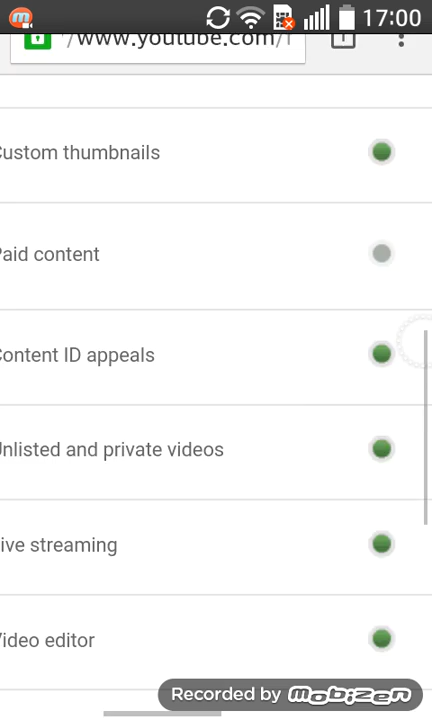 17:00
/www.youtube.com/
Custom thumbnails
Paid content
Content ID appeals
Unlisted and private videos
ive streaming
Video editor
Recorded by mobizen